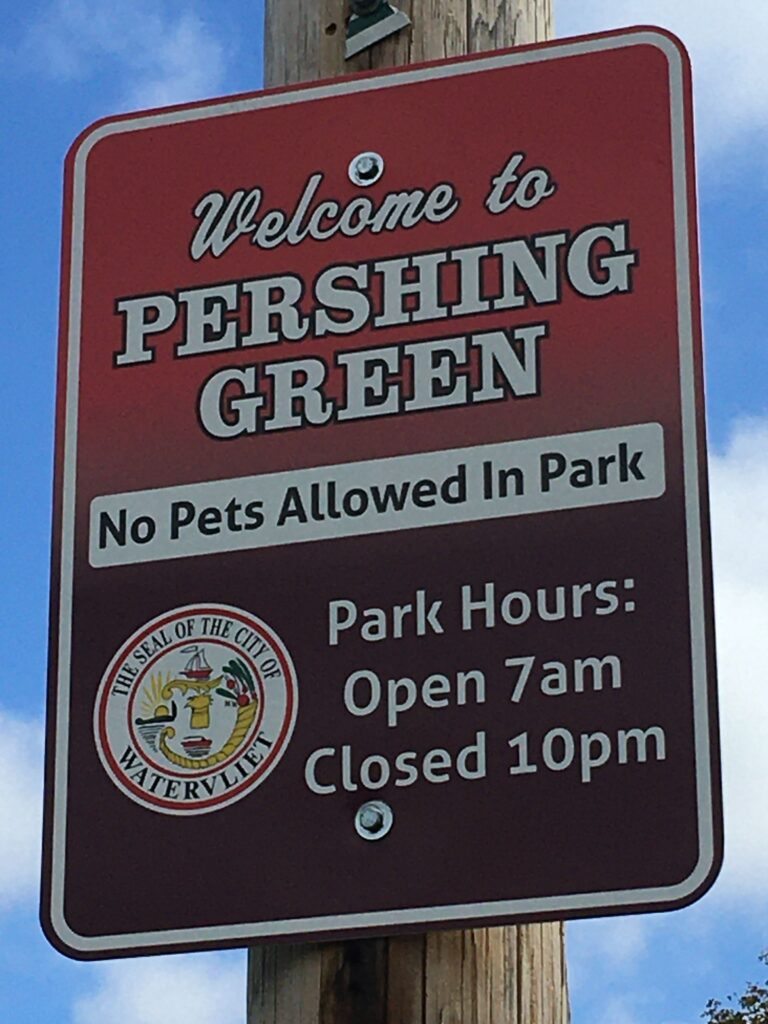 Welcome to
PERSHING
GREEN
No Pets Allowed In Park
Park Hours:
Open 7am
Closed 10pm
THE SEAL OF THE CITY OF
WATERVLIET